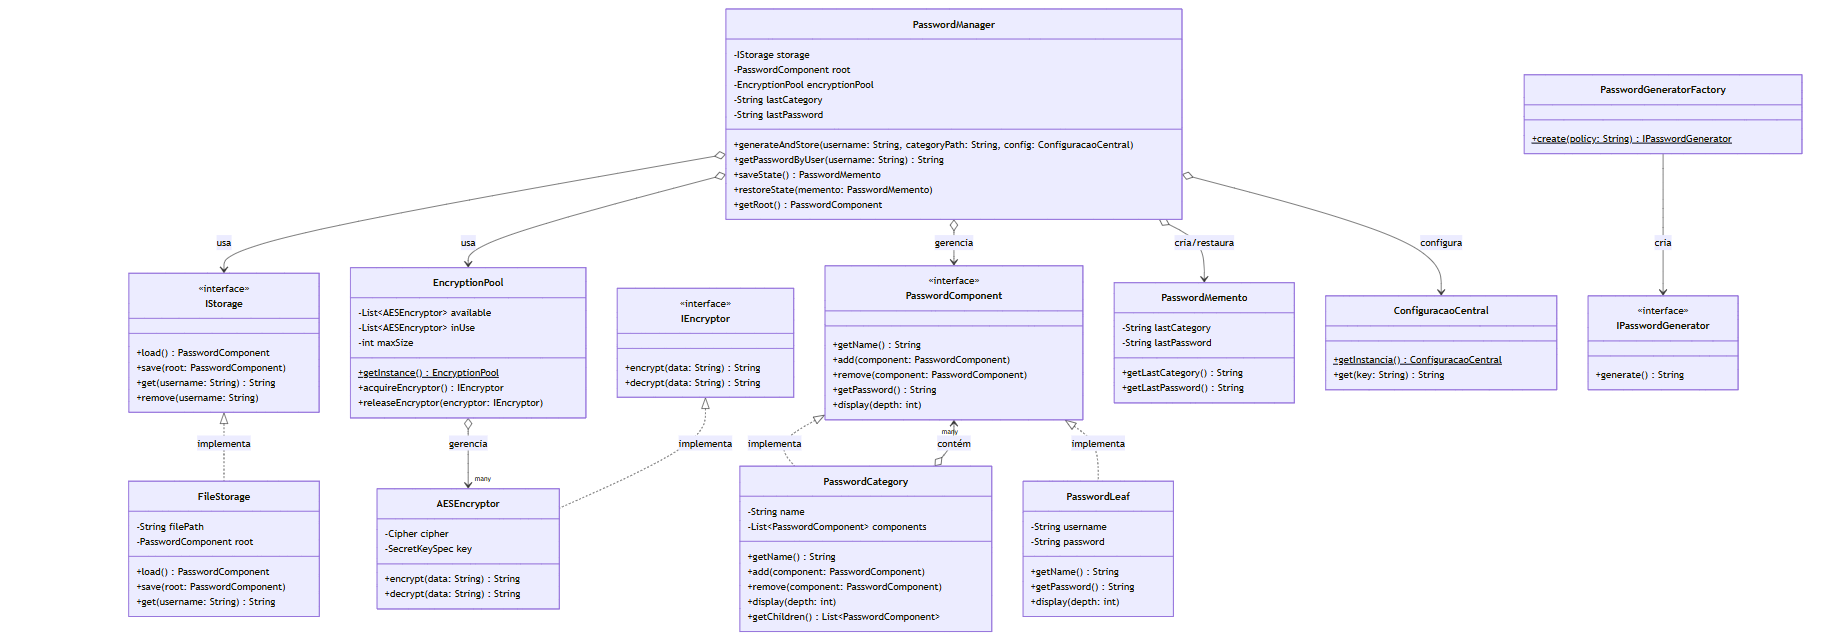 PasswordManager
-IStorage storage
-PasswordComponent root
-EncryptionPool encryptionPool
-String lastCategory
-String lastPassword
+generateAndStore(username: String, categoryPath: String, config: ConfiguracaoCentral)
+getPasswordByUser(username: String) : String
+saveState() : PasswordMemento
+restoreState(memento: PasswordMemento)
+getRoot() : PasswordComponent
PasswordGeneratorFactory
+create(policy: String) : IPasswordGenerator
usa
usa
gerencia
cria/restaura
configura
cria
«interface»
IStorage
+load() : PasswordComponent
+save(root: PasswordComponent)
+get(username: String) : String
+remove(username: String)
EncryptionPool
-List<AESEncryptor> available
-List<AESEncryptor> inUse
-int maxSize
+getInstance() : EncryptionPool
+acquireEncryptor() : IEncryptor
+releaseEncryptor(encryptor: IEncryptor)
«interface»
IEncryptor
+encrypt(data: String) : String
+decrypt(data: String) : String
«interface»
PasswordComponent
+getName() : String
+add(component: PasswordComponent)
+remove(component: PasswordComponent)
+getPassword() : String
+display(depth: int)
PasswordMemento
-String lastCategory
-String lastPassword
+getLastCategory() : String
+getLastPassword() : String
ConfiguracaoCentral
+getInstancia() : ConfiguracaoCentral
+get(key: String) : String
«interface»
IPasswordGenerator
+generate() : String
implementa
gerencia
many
implementa
implementa
many
contém
implementa
FileStorage
-String filePath
-PasswordComponent root
+load() : PasswordComponent
+save(root: PasswordComponent)
+get(username: String) : String
AESEncryptor
-Cipher cipher
-SecretKeySpec key
+encrypt(data: String) : String
+decrypt(data: String) : String
PasswordCategory
-String name
-List<PasswordComponent> components
+getName() : String
+add(component: PasswordComponent)
+remove(component: PasswordComponent)
+display(depth: int)
+getChildren() : List<PasswordComponent>
PasswordLeaf
-String username
-String password
+getName() : String
+getPassword() : String
+display(depth: int)